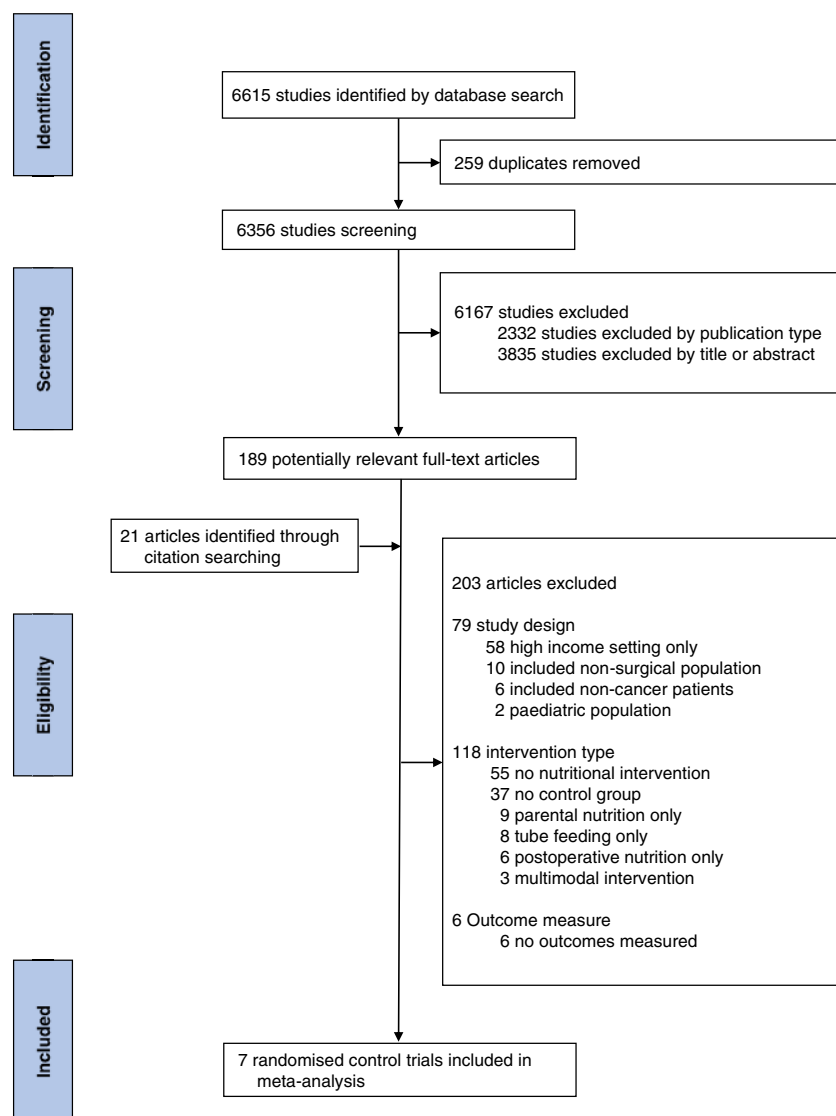 Identification
6615 studies identified by database search
259 duplicates removed
6356 studies screening
Screening
6167 studies excluded
2332 studies excluded by publication type
3835 studies excluded by title or abstract
189 potentially relevant full-text articles
21 articles identified through
citation searching
Eligibility
203 articles excluded
79 study design
58 high income setting only
10 included non-surgical population
6 included non-cancer patients
2 paediatric population
118 intervention type
55 no nutritional intervention
37 no control group
9 parental nutrition only
8 tube feeding only
6 postoperative nutrition only
3 multimodal intervention
6 Outcome measure
6 no outcomes measured
Included
7 randomised control trials included in
meta-analysis